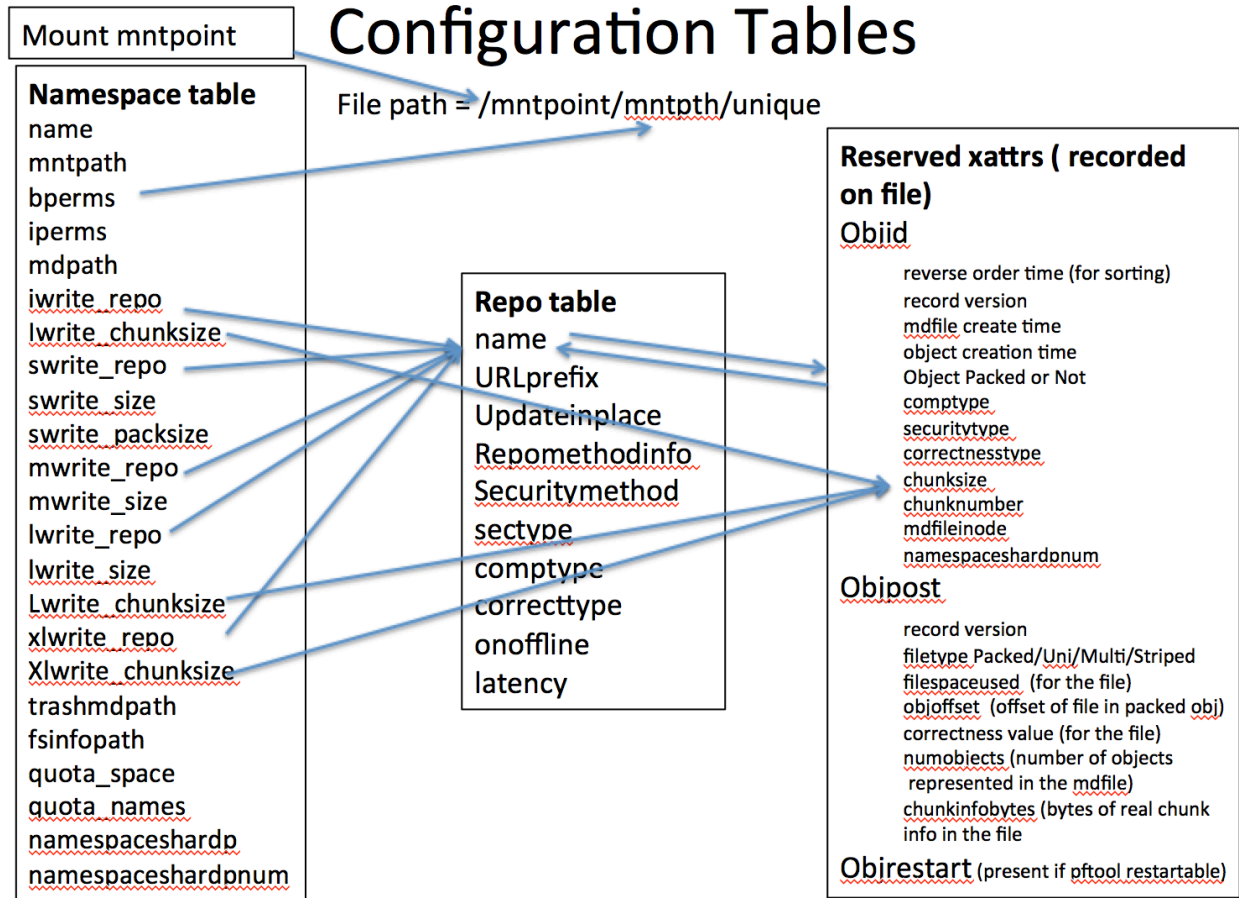 Mount mntpoint
Configuration Tables
File path = /mntpoint/mntpth/unique
Namespace table
name
mntpath
bperms
iperms
mdpath
iwrite_repo
Iwrite_chunksize
swrite_repo
swrite_size
swrite_packsize
mwrite_repo
mwrite_size
lwrite_repo
lwrite_size
Lwrite_chunksize
xlwrite_repo
Xlwrite_chunksize
trashmdpath
fsinfopath
quota_space
quota_names
namespaceshardp
namespaceshardpnum
Repo table
name
URLprefix
Updateinplace
Repomethodinfo
Securitymethod
sectype
comptype
correcttype
onoffline
latency
Reserved xattrs ( recorded
on file)
Objid
reverse order time (for sorting)
record version
mdfile create time
object creation time
Object Packed or Not
comptype
securitytype
correctnesstype
chunksize
chunknumber
mdfileinode
namespaceshardpnum
Objpost
record version
filetype Packed/Uni/Multi/Striped
filespaceused (for the file)
objoffset (offset of file in packed obj)
correctness value (for the file)
numobjects (number of objects
represented in the mdfile)
chunkinfobytes (bytes of real chunk
info in the file
Objrestart (present if pftool restartable)